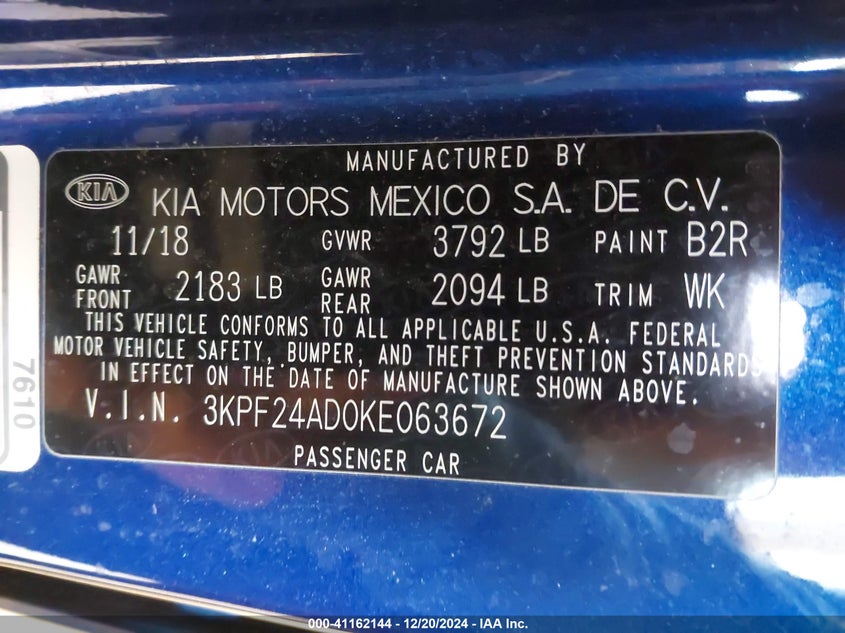 MANUFACTURED BY
KIA KIA MOTORS MEXICO S.A. DE C.V.
11/18 GVWR 3792 LB PAINT B2R
GAWR FRONT 2183 LB GAWR REAR 2094 LB TRIM WK
THIS VEHICLE CONFORMS TO ALL APPLICABLE U.S.A. FEDERAL
MOTOR VEHICLE SAFETY, BUMPER, AND THEFT PREVENTION STANDARDS
IN EFFECT ON THE DATE OF MANUFACTURE SHOWN ABOVE.
V.I.N. 3KPF24AD0KE063672
PASSENGER CAR
7610
000-41162144 - 12/20/2024 - IAA Inc.